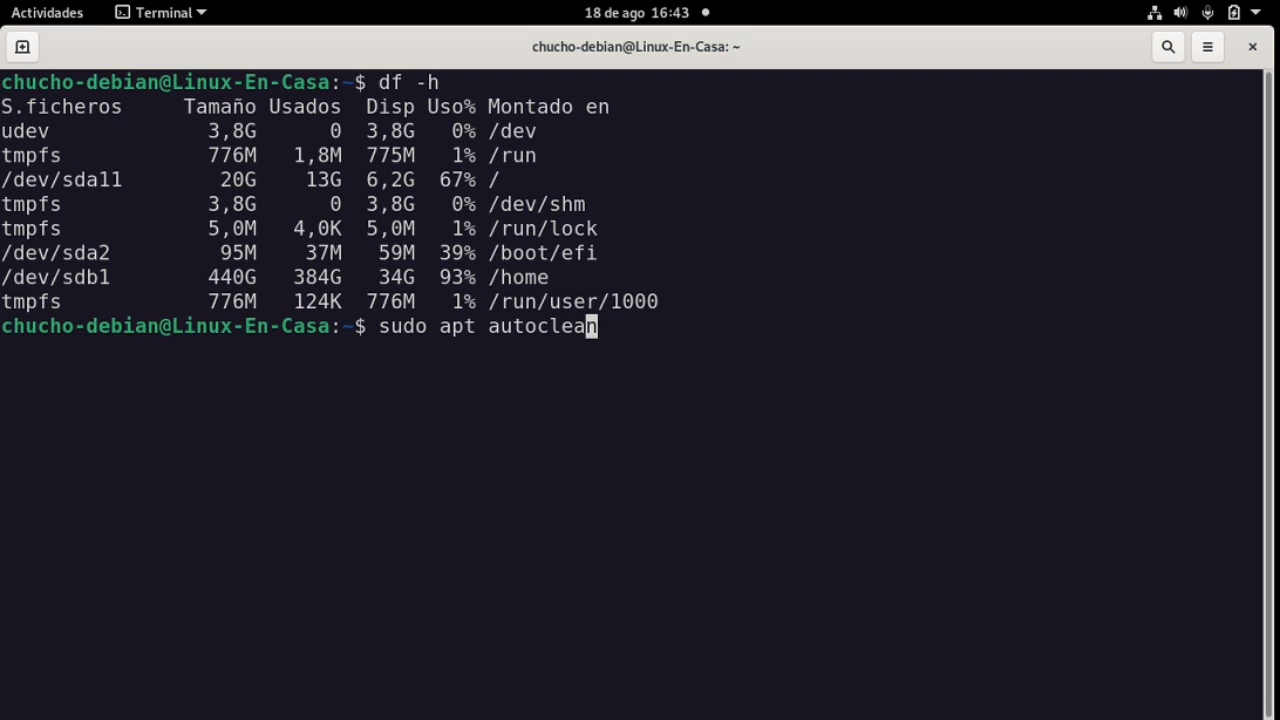 Actividades Terminal 18 de ago 16:43
chucho-debian@Linux-En-Casa: ~
chucho-debian@Linux-En-Casa:~$ df -h
S.ficheros Tamaño Usados Disp Uso% Montado en
udev 3,8G 0 3,8G 0% /dev
tmpfs 776M 1,8M 775M 1% /run
/dev/sda11 20G 13G 6,2G 67% /
tmpfs 3,8G 0 3,8G 0% /dev/shm
tmpfs 5,0M 4,0K 5,0M 1% /run/lock
/dev/sda2 95M 37M 59M 39% /boot/efi
/dev/sdb1 440G 384G 34G 93% /home
tmpfs 776M 124K 776M 1% /run/user/1000
chucho-debian@Linux-En-Casa:~$ sudo apt autoclean